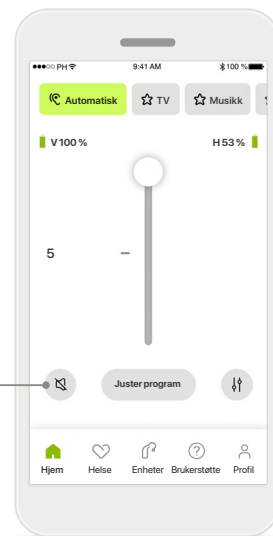 PH 9:41 AM 100 %
Automatisk TV Musikk
V 100 % H 53 %
5
Juster program
Hjem Helse Enheter Brukerstøtte Profil